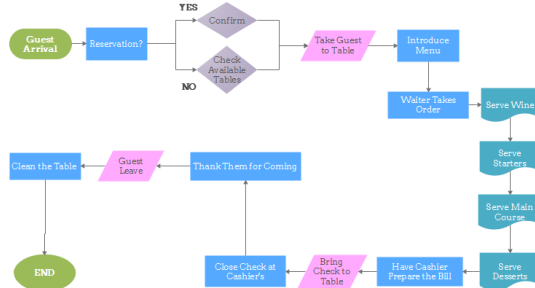 Guest
Arrival
Reservation?
YES
Confirm
NO
Check
Available
Tables
Take Guest
to Table
Introduce
Menu
Waiter Takes
Order
Serve Wine
Serve
Starters
Serve Main
Course
Serve
Desserts
Have Cashier
Prepare the Bill
Bring
Check to
Table
Close Check at
Cashier's
Thank Them for Coming
Guest
Leave
Clean the Table
END